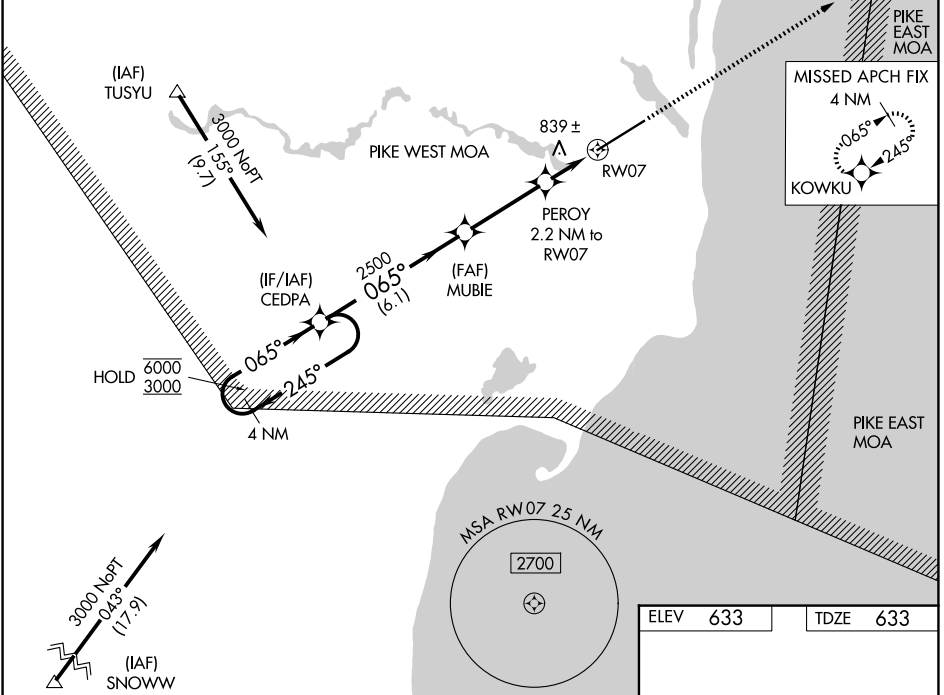 PIKE
EAST
MOA
(IAF)
TUSYU
3000 NoPT
155°
(9.7)
MISSED APCH FIX
4 NM
065°
245°
KOWKU
839 ±
PIKE WEST MOA
RW07
PEROY
2.2 NM to
RW07
(FAF)
MUBIE
2500
065°
(6.1)
(IF/IAF)
CEDPA
065°
245°
HOLD
6000
3000
4 NM
PIKE EAST
MOA
MSA RW07 25 NM
2700
3000 NoPT
043°
(17.9)
(IAF)
SNOWW
ELEV 633
TDZE 633